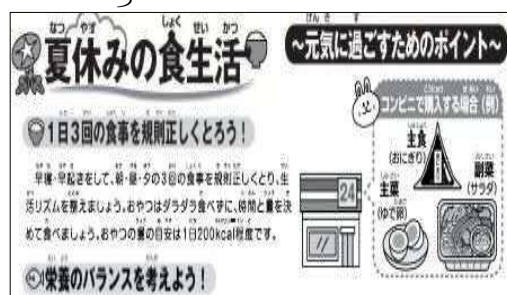 夏休みの食生活
～元気に過ごすためのポイント～
1日3回の食事を規則正しくとろう！
早寝・早起きをして、朝・昼・夕の3回の食事を規則正しくとり、生
活リズムを整えましょう。おやつはダラダラ食べずに、時間と量を決
めて食べましょう。おやつの量の目安は1日200kcal程度です。
栄養のバランスを考えよう！
コンビニで購入する場合（例）
主食
（おにぎり）
副菜
（サラダ）
主菜
（ゆで卵）
24